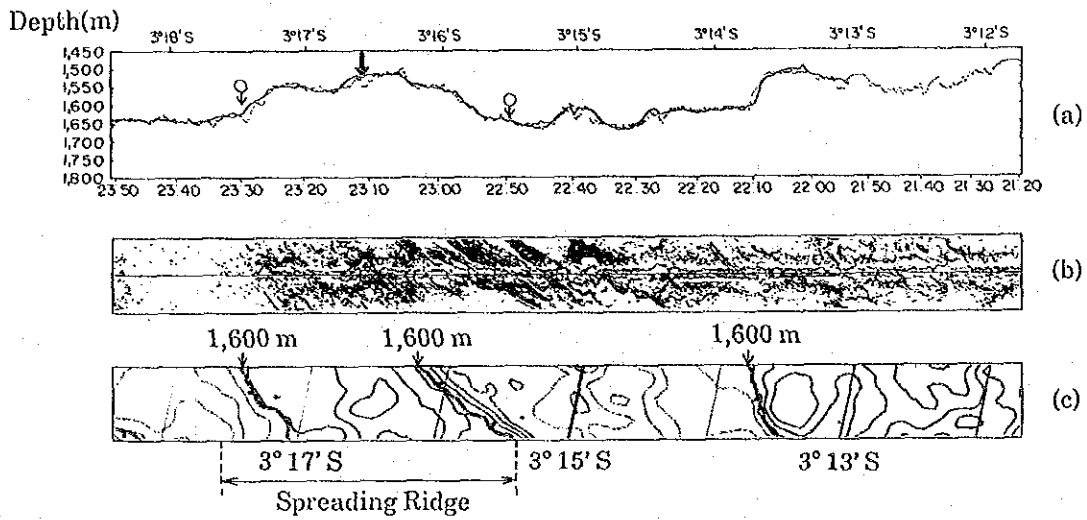 Depth(m)
3°18'S 3°17'S 3°16'S 3°15'S 3°14'S 3°13'S 3°12'S
1,450
1,500
1,550
1,600
1,650
1,700
1,750
1,800
(a)
23:50 23:40 23:30 23:10 23:00 22:50 22:40 22:30 22:20 22:10 22:00 21:50 21:40 21:30 21:20
(b)
1,600 m 1,600 m 1,600 m
(c)
3° 17' S 3° 15' S 3° 13' S
Spreading Ridge